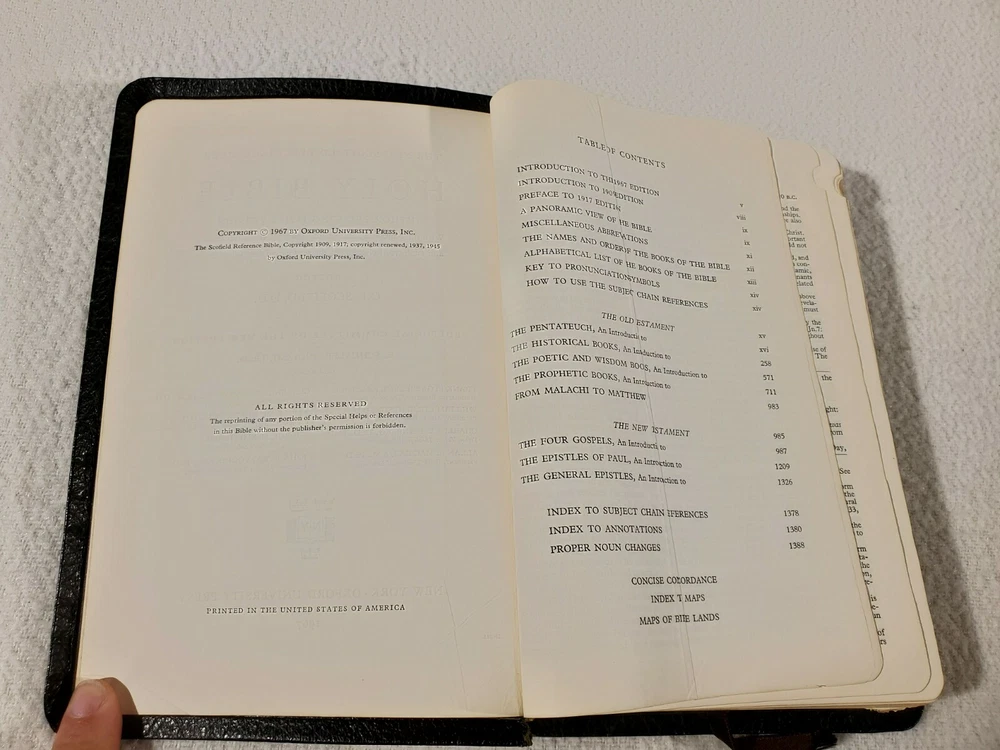 COPYRIGHT © 1967 BY OXFORD UNIVERSITY PRESS, INC.
The Scofield Reference Bible, Copyright 1909, 1917; copyright renewed, 1937, 1945
by Oxford University Press, Inc.
ALL RIGHTS RESERVED
The reprinting of any portion of the Special Helps or References
in this Bible without the publisher's permission is forbidden.
PRINTED IN THE UNITED STATES OF AMERICA
TABLE OF CONTENTS
INTRODUCTION TO THE 1967 EDITION v
INTRODUCTION TO 1909 EDITION viii
PREFACE TO 1917 EDITION ix
A PANORAMIC VIEW OF THE BIBLE ix
MISCELLANEOUS ABBREVIATIONS xi
THE NAMES AND ORDER OF THE BOOKS OF THE BIBLE xii
ALPHABETICAL LIST OF THE BOOKS OF THE BIBLE xiii
KEY TO PRONUNCIATION SYMBOLS xiv
HOW TO USE THE SUBJECT CHAIN REFERENCES xiv
THE OLD TESTAMENT xv
THE PENTATEUCH, An Introduction to xvi
THE HISTORICAL BOOKS, An Introduction to 258
THE POETIC AND WISDOM BOOKS, An Introduction to 571
THE PROPHETIC BOOKS, An Introduction to 711
FROM MALACHI TO MATTHEW 983
THE NEW TESTAMENT 985
THE FOUR GOSPELS, An Introduction to 987
THE EPISTLES OF PAUL, An Introduction to 1209
THE GENERAL EPISTLES, An Introduction to 1326
INDEX TO SUBJECT CHAIN REFERENCES 1378
INDEX TO ANNOTATIONS 1380
PROPER NOUN CHANGES 1388
CONCISE CONCORDANCE
INDEX TO MAPS
MAPS OF BIBLE LANDS